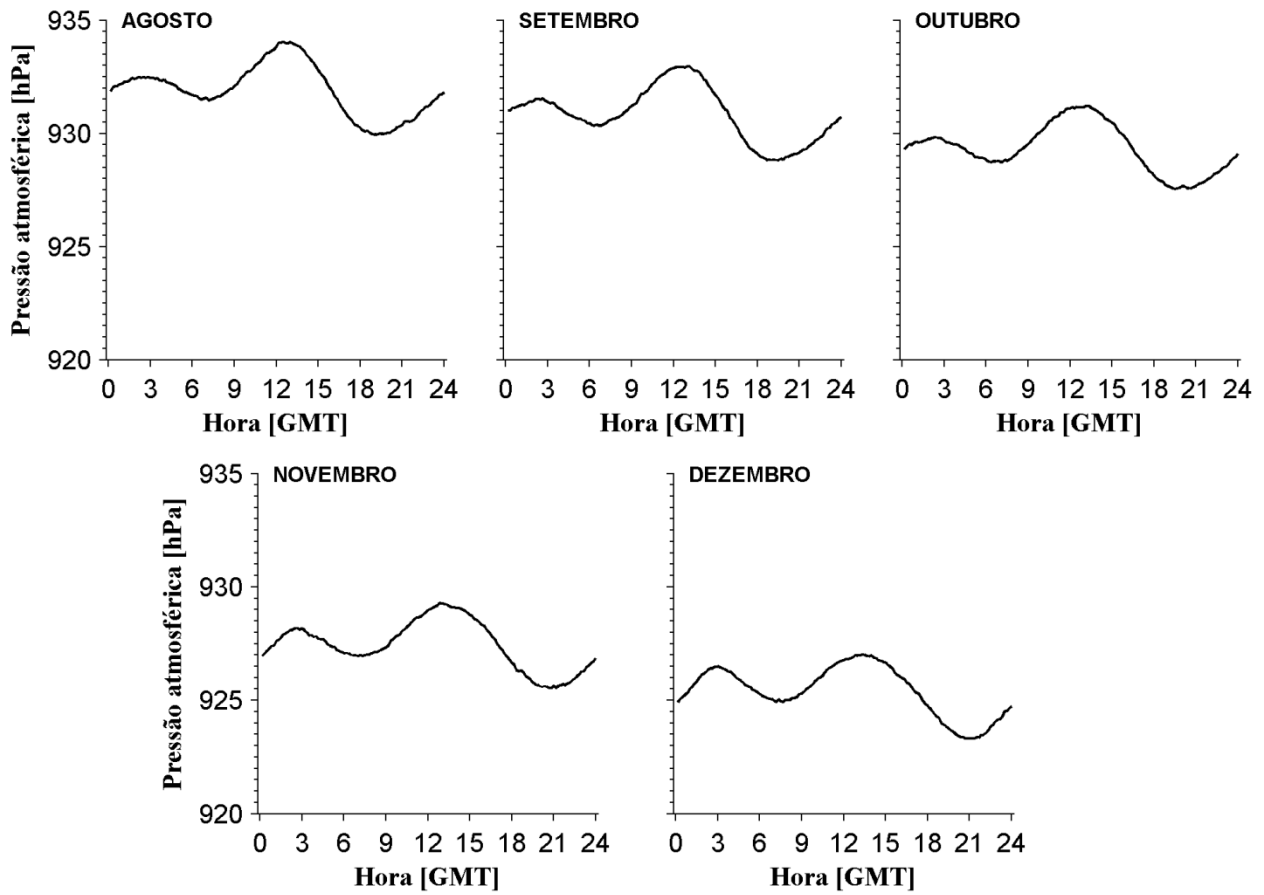 AGOSTO
SETEMBRO
OUTUBRO
Pressão atmosférica [hPa]
935
930
925
920
0 3 6 9 12 15 18 21 24
0 3 6 9 12 15 18 21 24
0 3 6 9 12 15 18 21 24
Hora [GMT]
Hora [GMT]
Hora [GMT]
NOVEMBRO
DEZEMBRO
Pressão atmosférica [hPa]
935
930
925
920
0 3 6 9 12 15 18 21 24
0 3 6 9 12 15 18 21 24
Hora [GMT]
Hora [GMT]